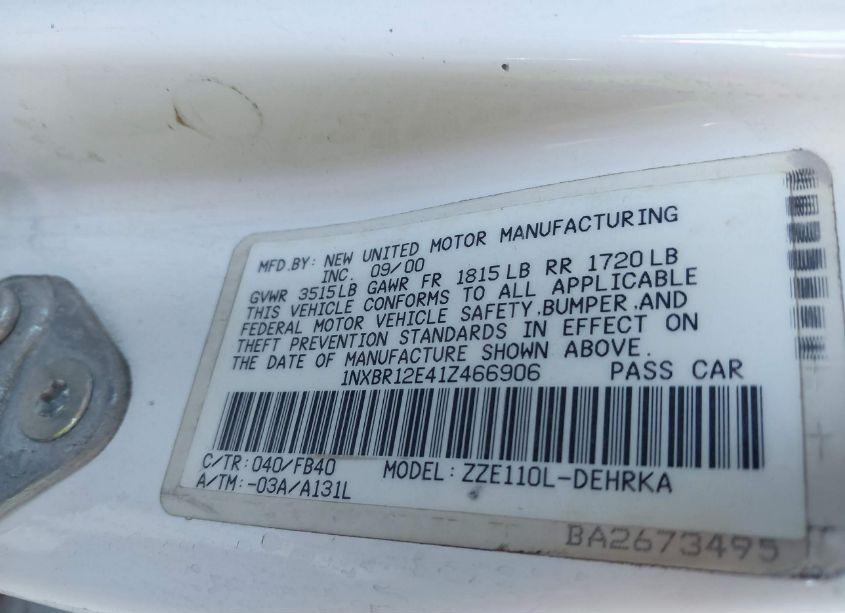 MFD.BY: NEW UNITED MOTOR MANUFACTURING
INC. 09/00
GVWR 3515LB GAWR FR 1815LB RR 1720LB
THIS VEHICLE CONFORMS TO ALL APPLICABLE
FEDERAL MOTOR VEHICLE SAFETY,BUMPER,AND
THEFT PREVENTION STANDARDS IN EFFECT ON
THE DATE OF MANUFACTURE SHOWN ABOVE.
1NXBR12E41Z466906 PASS CAR
C/TR:040/FB40 MODEL:ZZE110L-DEHRKA
A/TM:-03A/A131L
BA2673495